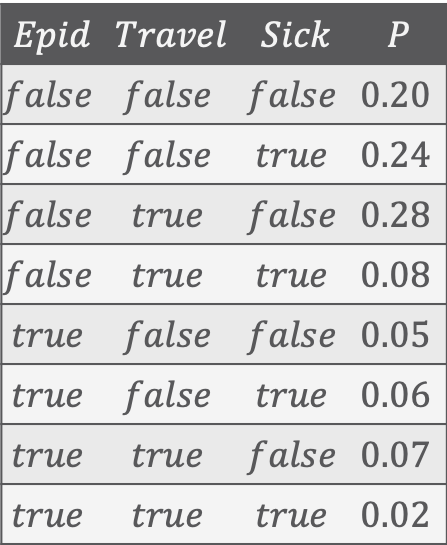 Epid Travel Sick P
false false false 0.20
false false true 0.24
false true false 0.28
false true true 0.08
true false false 0.05
true false true 0.06
true true false 0.07
true true true 0.02